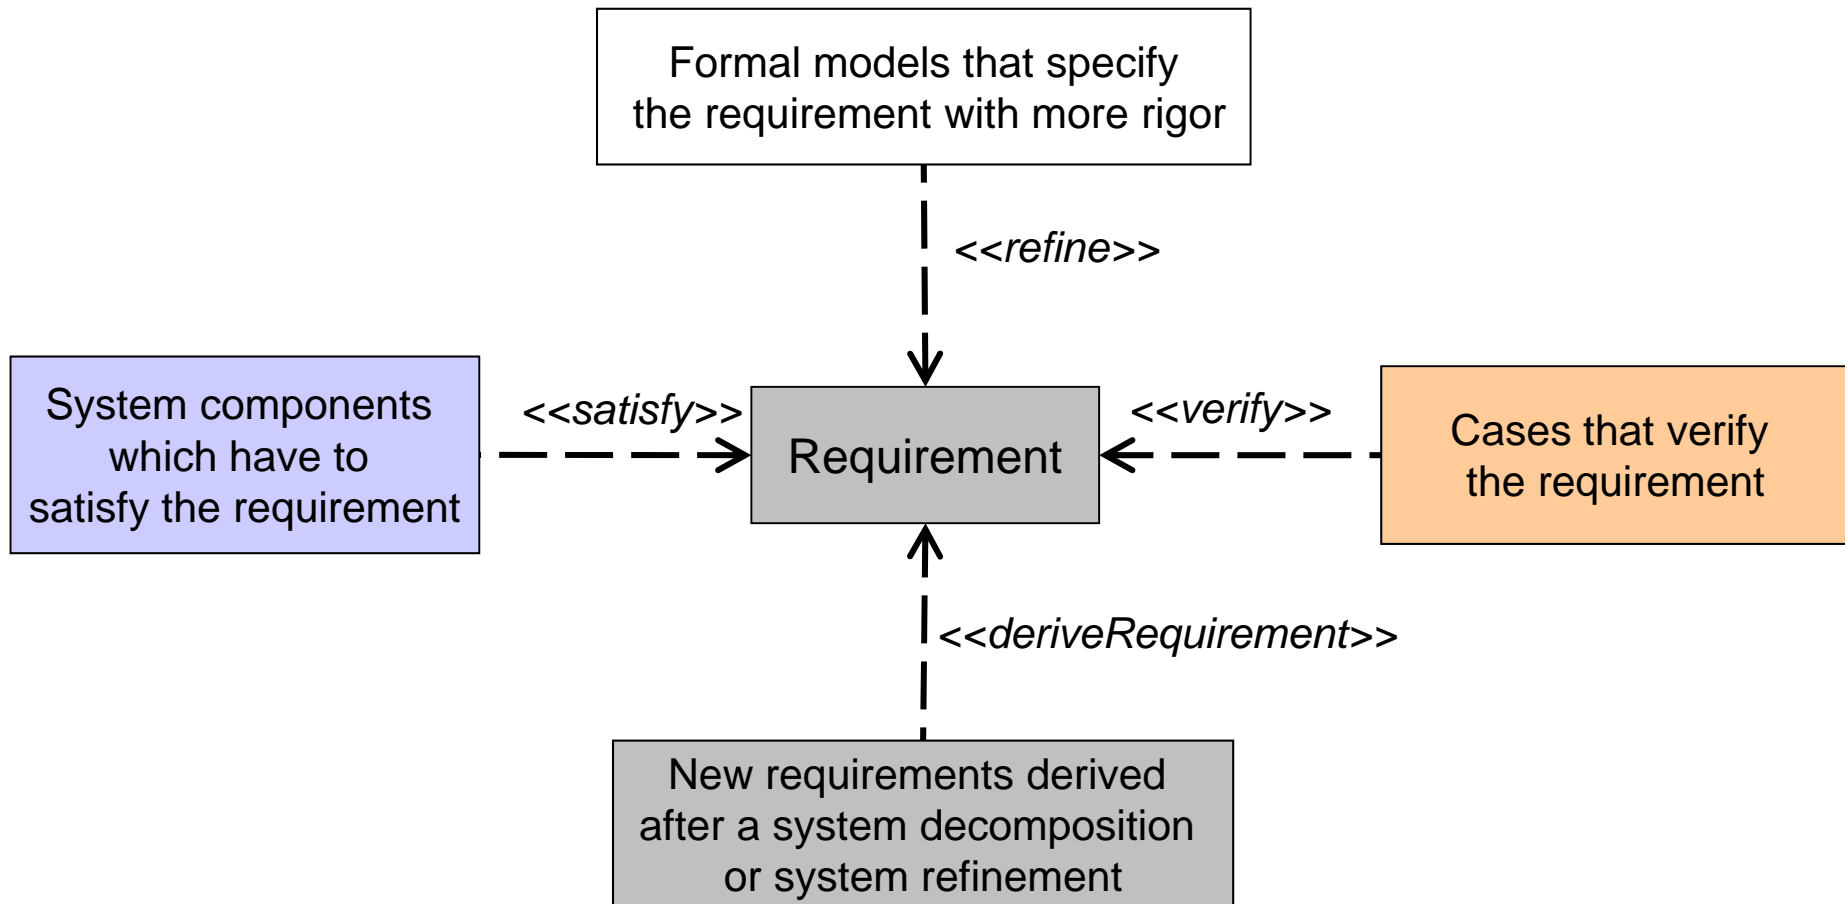 Formal models that specify
the requirement with more rigor
<<refine>>
System components
which have to
satisfy the requirement
<<satisfy>>
Requirement
<<verify>>
Cases that verify
the requirement
<<deriveRequirement>>
New requirements derived
after a system decomposition
or system refinement